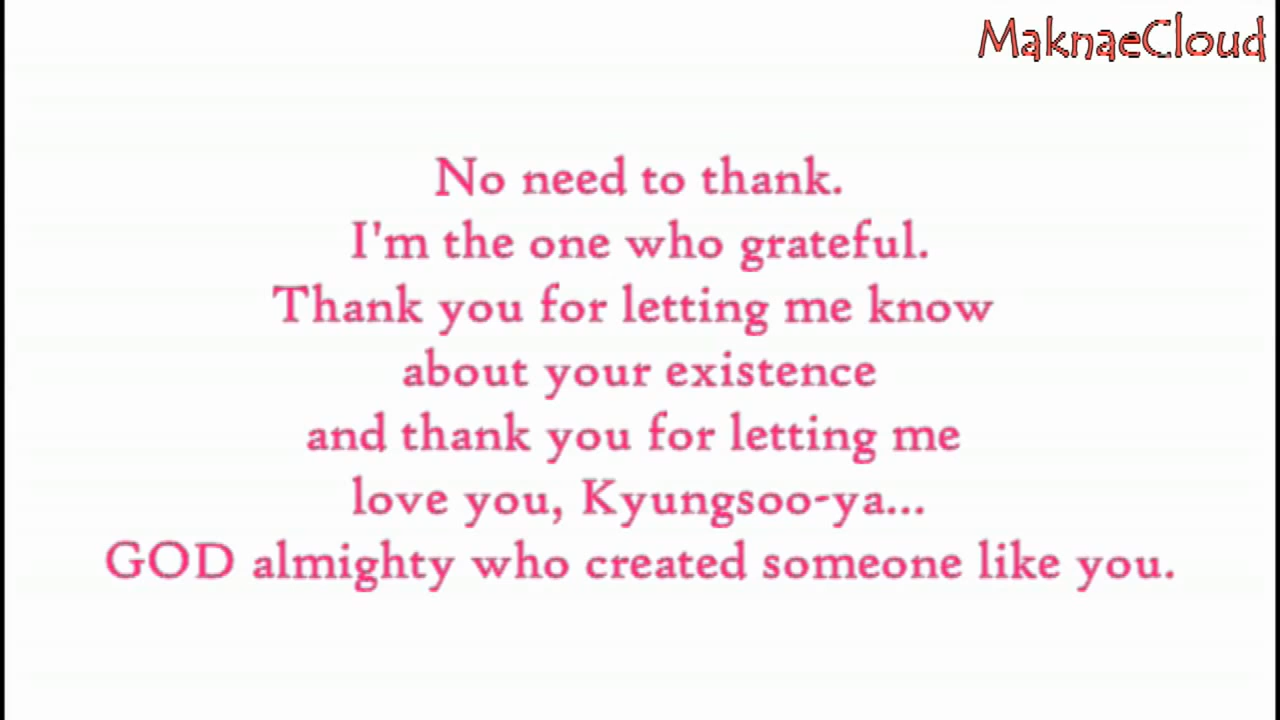 MaknaeCloud
No need to thank.
I'm the one who grateful.
Thank you for letting me know
about your existence
and thank you for letting me
love you, Kyungsoo-ya...
GOD almighty who created someone like you.